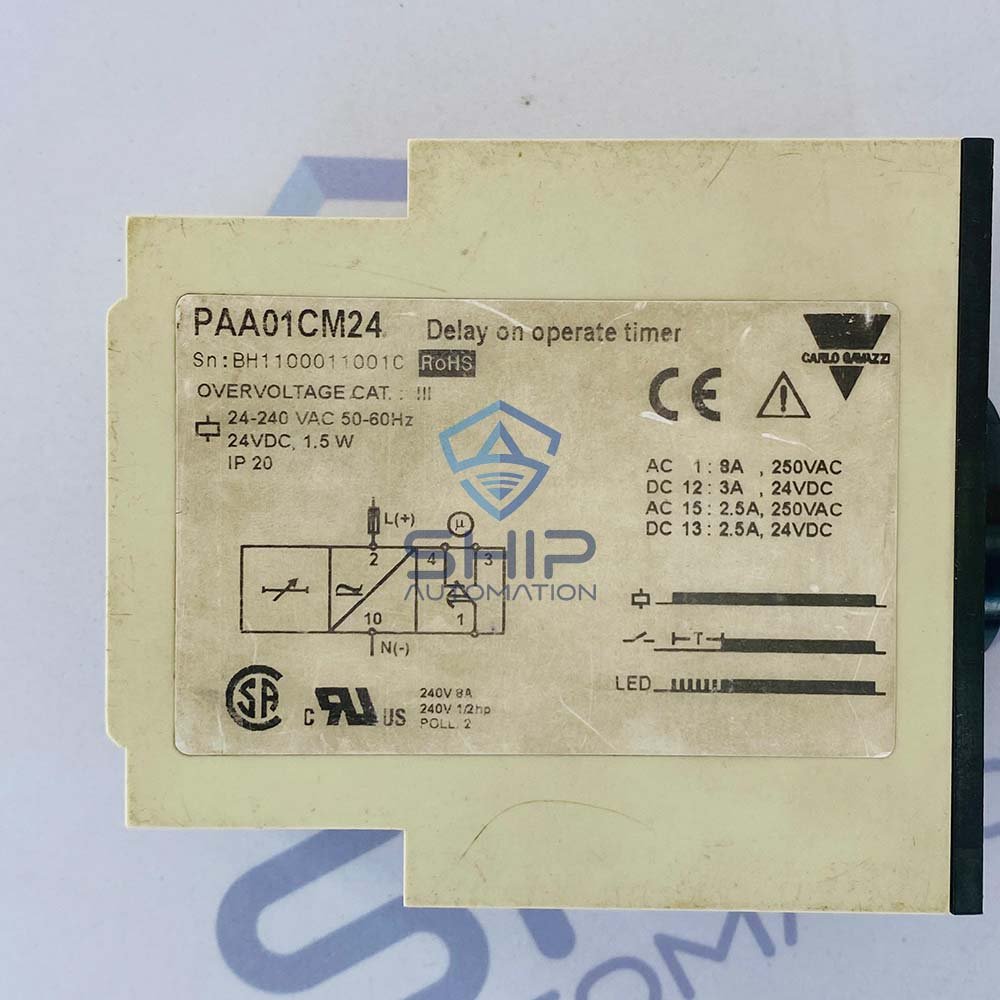 PAA01CM24 Delay on operate timer
Sn:BH1100011001C RoHS
OVERVOLTAGE CAT. : III
24-240 VAC 50-60Hz
24VDC, 1.5 W
IP 20
CE
CARLO GAVAZZI
AC 1 : 8A , 250VAC
DC 12 : 3A , 24VDC
AC 15 : 2.5A, 250VAC
DC 13 : 2.5A, 24VDC
L(+) µ
2 4 3
10 1
N(-)
T
LED
SA
C RU US
240V 8A
240V 1/2hp
POLL. 2
SHIP
AUTOMATION